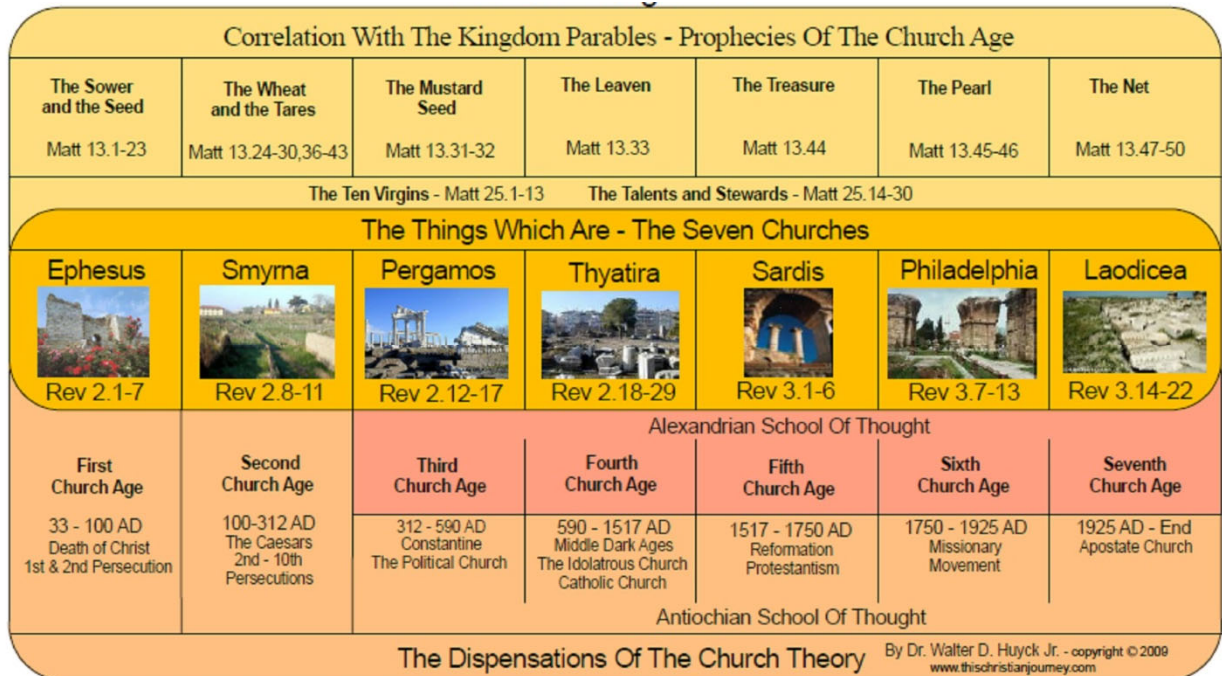 Correlation With The Kingdom Parables - Prophecies Of The Church Age
The Sower
and the Seed
Matt 13.1-23
The Wheat
and the Tares
Matt 13.24-30,36-43
The Mustard
Seed
Matt 13.31-32
The Leaven
Matt 13.33
The Treasure
Matt 13.44
The Pearl
Matt 13.45-46
The Net
Matt 13.47-50
The Ten Virgins - Matt 25.1-13 The Talents and Stewards - Matt 25.14-30
The Things Which Are - The Seven Churches
Ephesus
Rev 2.1-7
Smyrna
Rev 2.8-11
Pergamos
Rev 2.12-17
Thyatira
Rev 2.18-29
Sardis
Rev 3.1-6
Philadelphia
Rev 3.7-13
Laodicea
Rev 3.14-22
Alexandrian School Of Thought
First
Church Age
33 - 100 AD
Death of Christ
1st & 2nd Persecution
Second
Church Age
100-312 AD
The Caesars
2nd - 10th
Persecutions
Third
Church Age
312 - 590 AD
Constantine
The Political Church
Fourth
Church Age
590 - 1517 AD
Middle Dark Ages
The Idolatrous Church
Catholic Church
Fifth
Church Age
1517 - 1750 AD
Reformation
Protestantism
Sixth
Church Age
1750 - 1925 AD
Missionary
Movement
Seventh
Church Age
1925 AD - End
Apostate Church
Antiochian School Of Thought
The Dispensations Of The Church Theory
By Dr. Walter D. Huyck Jr. - copyright © 2009
www.thischristianjourney.com